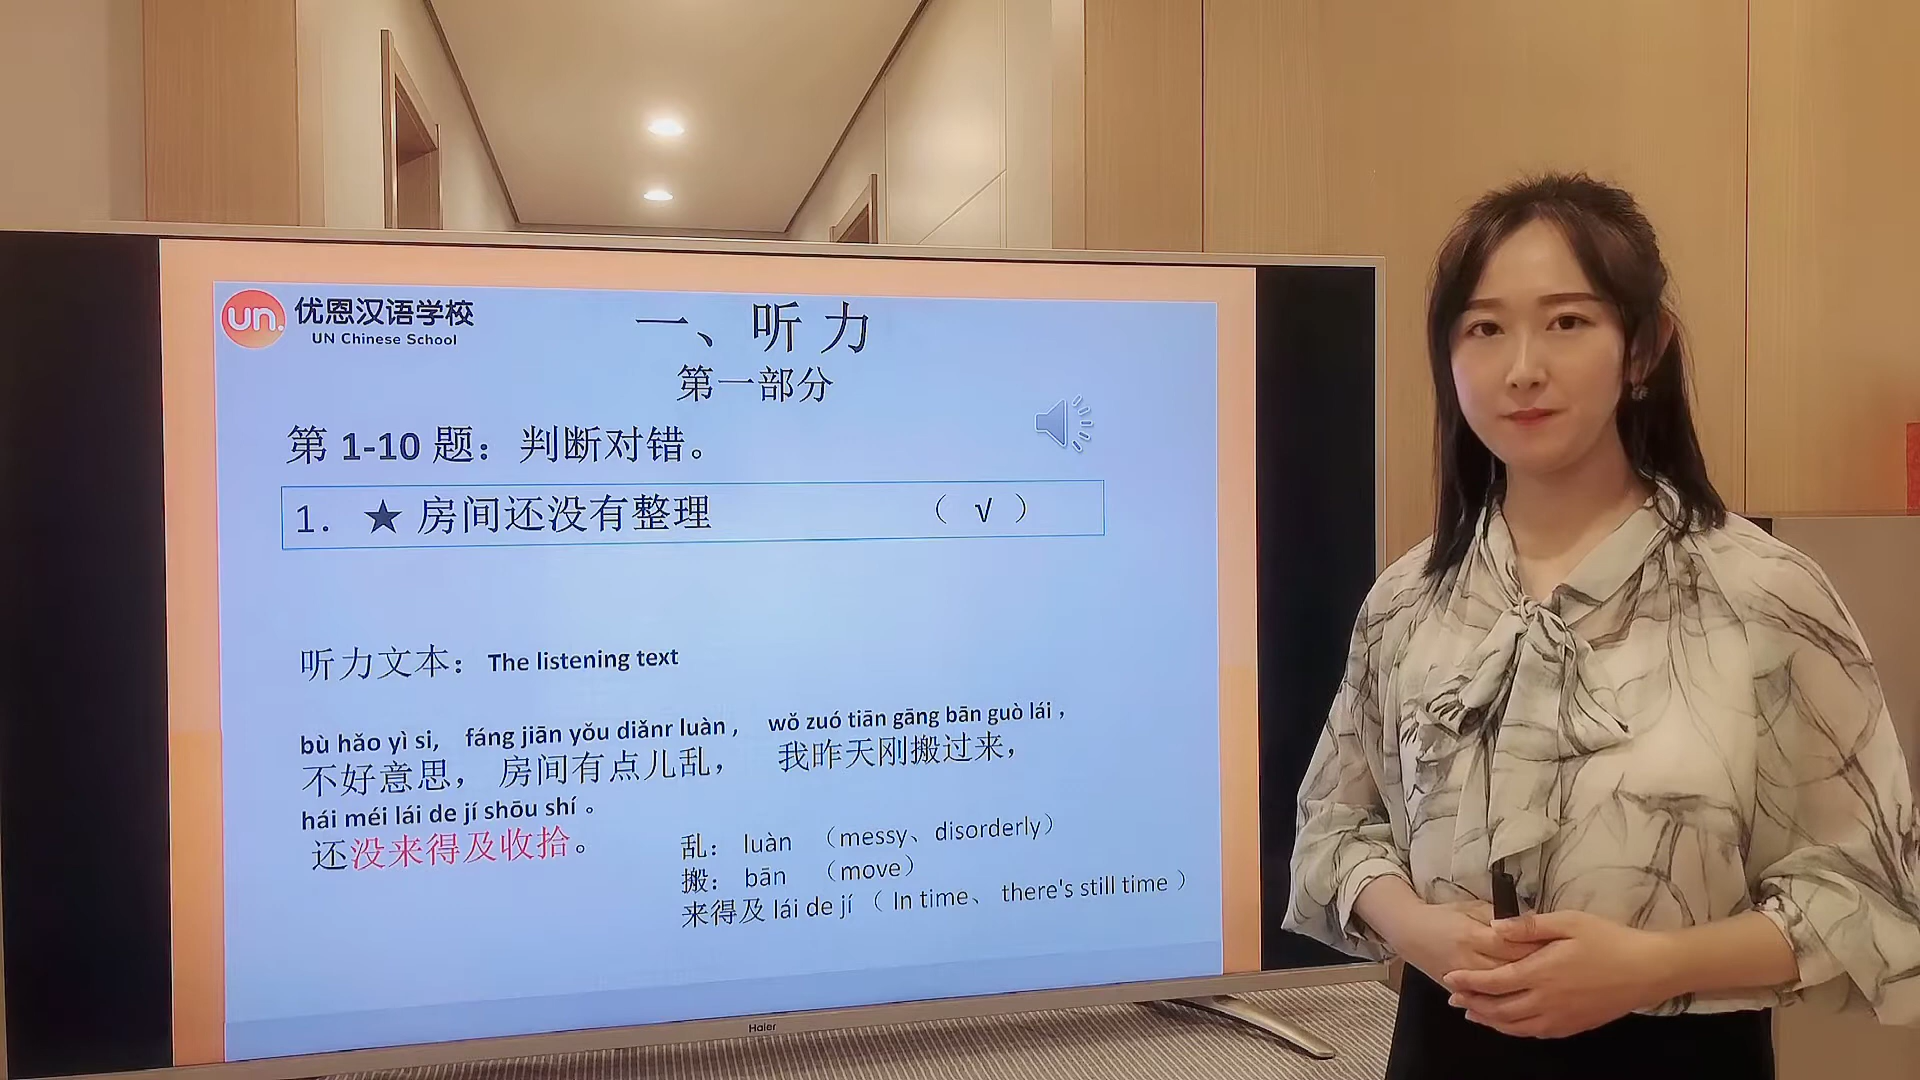 un.
优恩汉语学校
UN Chinese School
一、听 力
第一部分
第 1-10 题：判断对错。
1. ★ 房间还没有整理 （ √ ）
听力文本： The listening text
bù hǎo yì si, fáng jiān yǒu diǎnr luàn , wǒ zuó tiān gāng bān guò lái ,
不好意思， 房间有点儿乱， 我昨天刚搬过来，
hái méi lái de jí shōu shí 。
还没来得及收拾。
乱： luàn （messy、disorderly）
搬： bān （move）
来得及 lái de jí （ In time、 there's still time ）
Haier